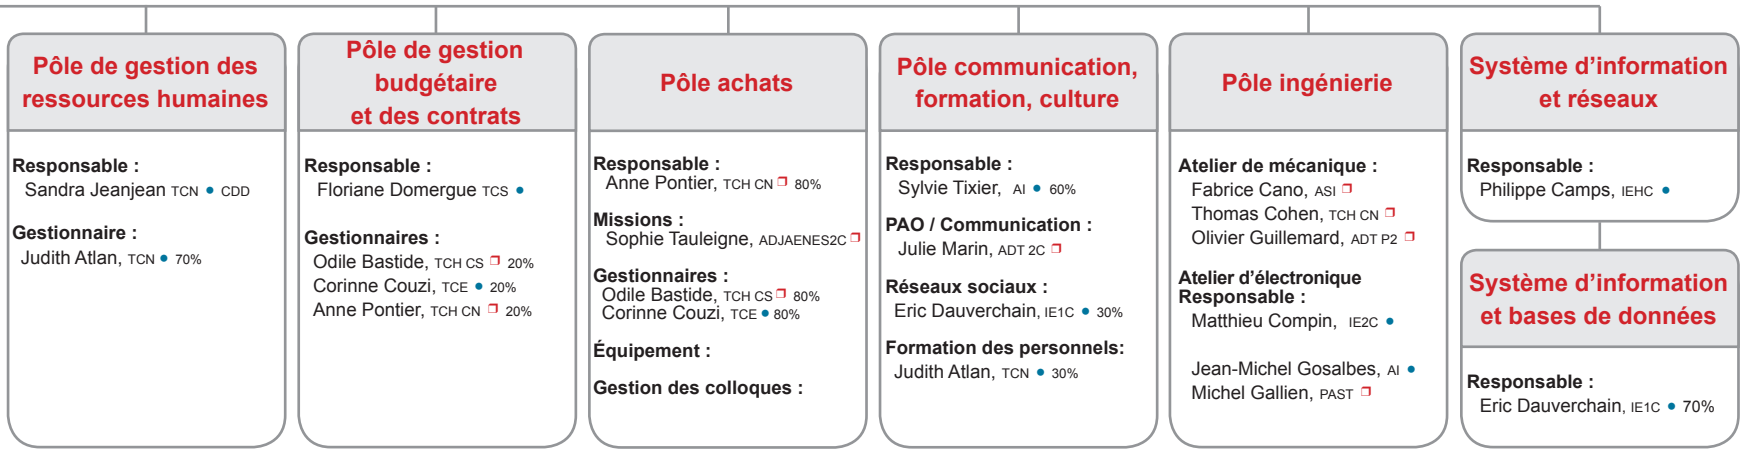 Pôle de gestion des
ressources humaines
Responsable :
Sandra Jeanjean TCN ● CDD
Gestionnaire :
Judith Atlan, TCN ● 70%
Pôle de gestion
budgétaire
et des contrats
Responsable :
Floriane Domergue TCS ●
Gestionnaires :
Odile Bastide, TCH CS ❐ 20%
Corinne Couzi, TCE ● 20%
Anne Pontier, TCH CN ❐ 20%
Pôle achats
Responsable :
Anne Pontier, TCH CN ❐ 80%
Missions :
Sophie Tauleigne, ADJAENES2C ❐
Gestionnaires :
Odile Bastide, TCH CS ❐ 80%
Corinne Couzi, TCE ● 80%
Équipement :
Gestion des colloques :
Pôle communication,
formation, culture
Responsable :
Sylvie Tixier, AI ● 60%
PAO / Communication :
Julie Marin, ADT 2C ❐
Réseaux sociaux :
Eric Dauverchain, IE1C ● 30%
Formation des personnels:
Judith Atlan, TCN ● 30%
Pôle ingénierie
Atelier de mécanique :
Fabrice Cano, ASI ❐
Thomas Cohen, TCH CN ❐
Olivier Guillemard, ADT P2 ❐
Atelier d’électronique
Responsable :
Matthieu Compin, IE2C ●
Jean-Michel Gosalbes, AI ●
Michel Gallien, PAST ❐
Système d’information
et réseaux
Responsable :
Philippe Camps, IEHC ●
Système d’information
et bases de données
Responsable :
Eric Dauverchain, IE1C ● 70%